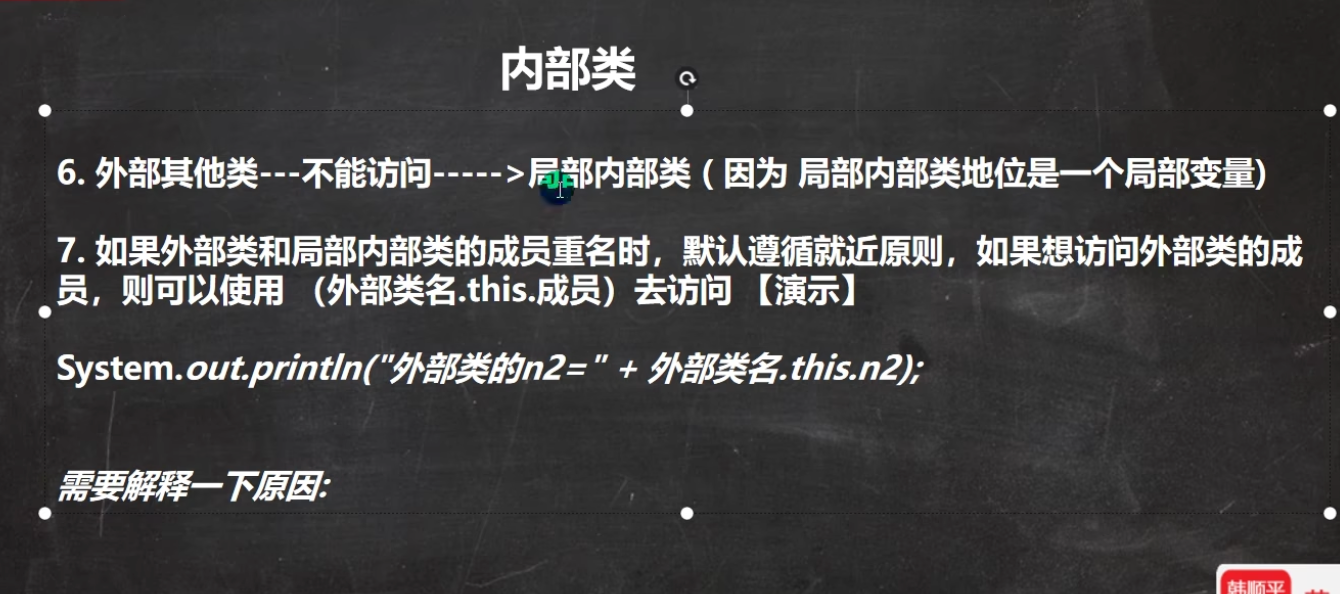 内部类
6. 外部其他类---不能访问----->局部内部类 ( 因为 局部内部类地位是一个局部变量)
7. 如果外部类和局部内部类的成员重名时，默认遵循就近原则，如果想访问外部类的成
员，则可以使用 （外部类名.this.成员）去访问 【演示】
System.out.println("外部类的n2=" + 外部类名.this.n2);
需要解释一下原因:
韩顺平